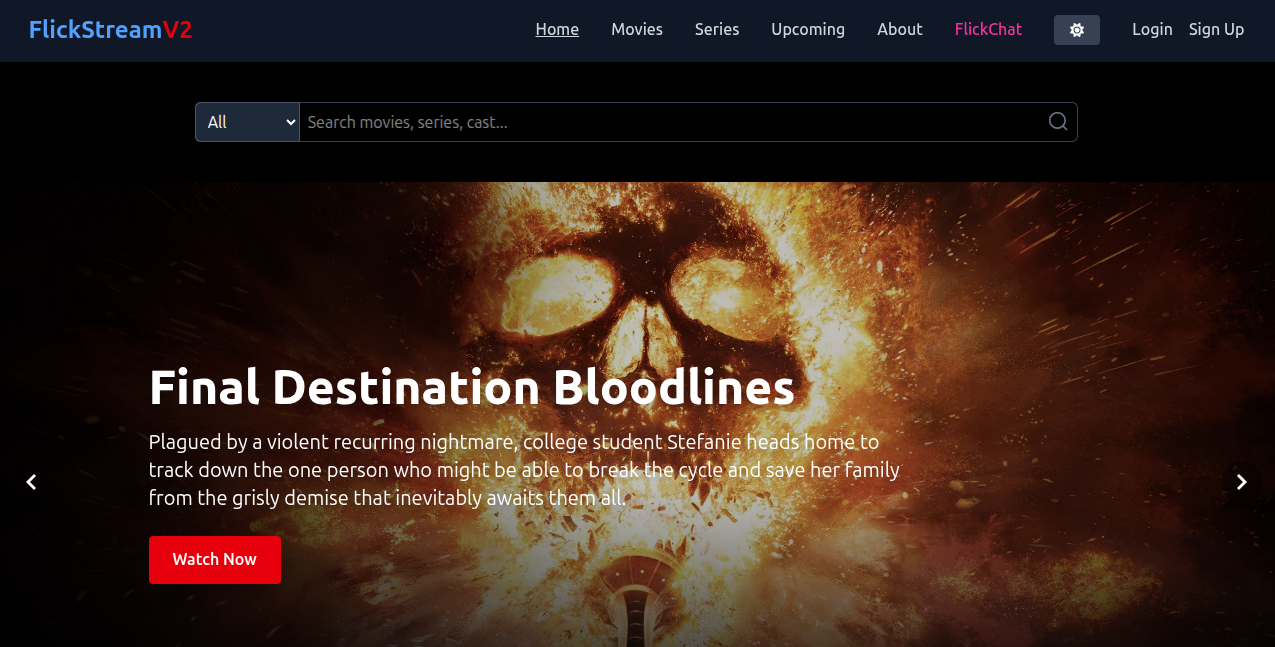 FlickStreamV2
Home Movies Series Upcoming About FlickChat Login Sign Up
All Search movies, series, cast...
Final Destination Bloodlines
Plagued by a violent recurring nightmare, college student Stefanie heads home to
track down the one person who might be able to break the cycle and save her family
from the grisly demise that inevitably awaits them all.
Watch Now